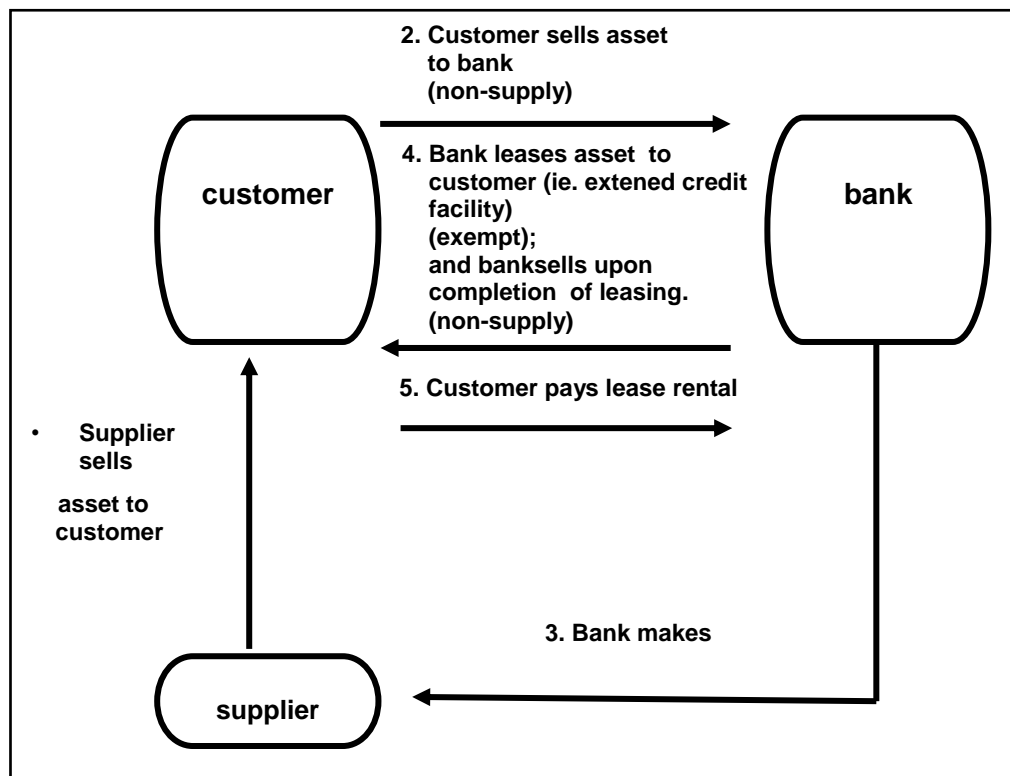 2. Customer sells asset
to bank
(non-supply)
customer
4. Bank leases asset to
customer (ie. extened credit
facility)
(exempt);
and banksells upon
completion of leasing.
(non-supply)
bank
5. Customer pays lease rental
• Supplier
sells
asset to
customer
3. Bank makes
supplier